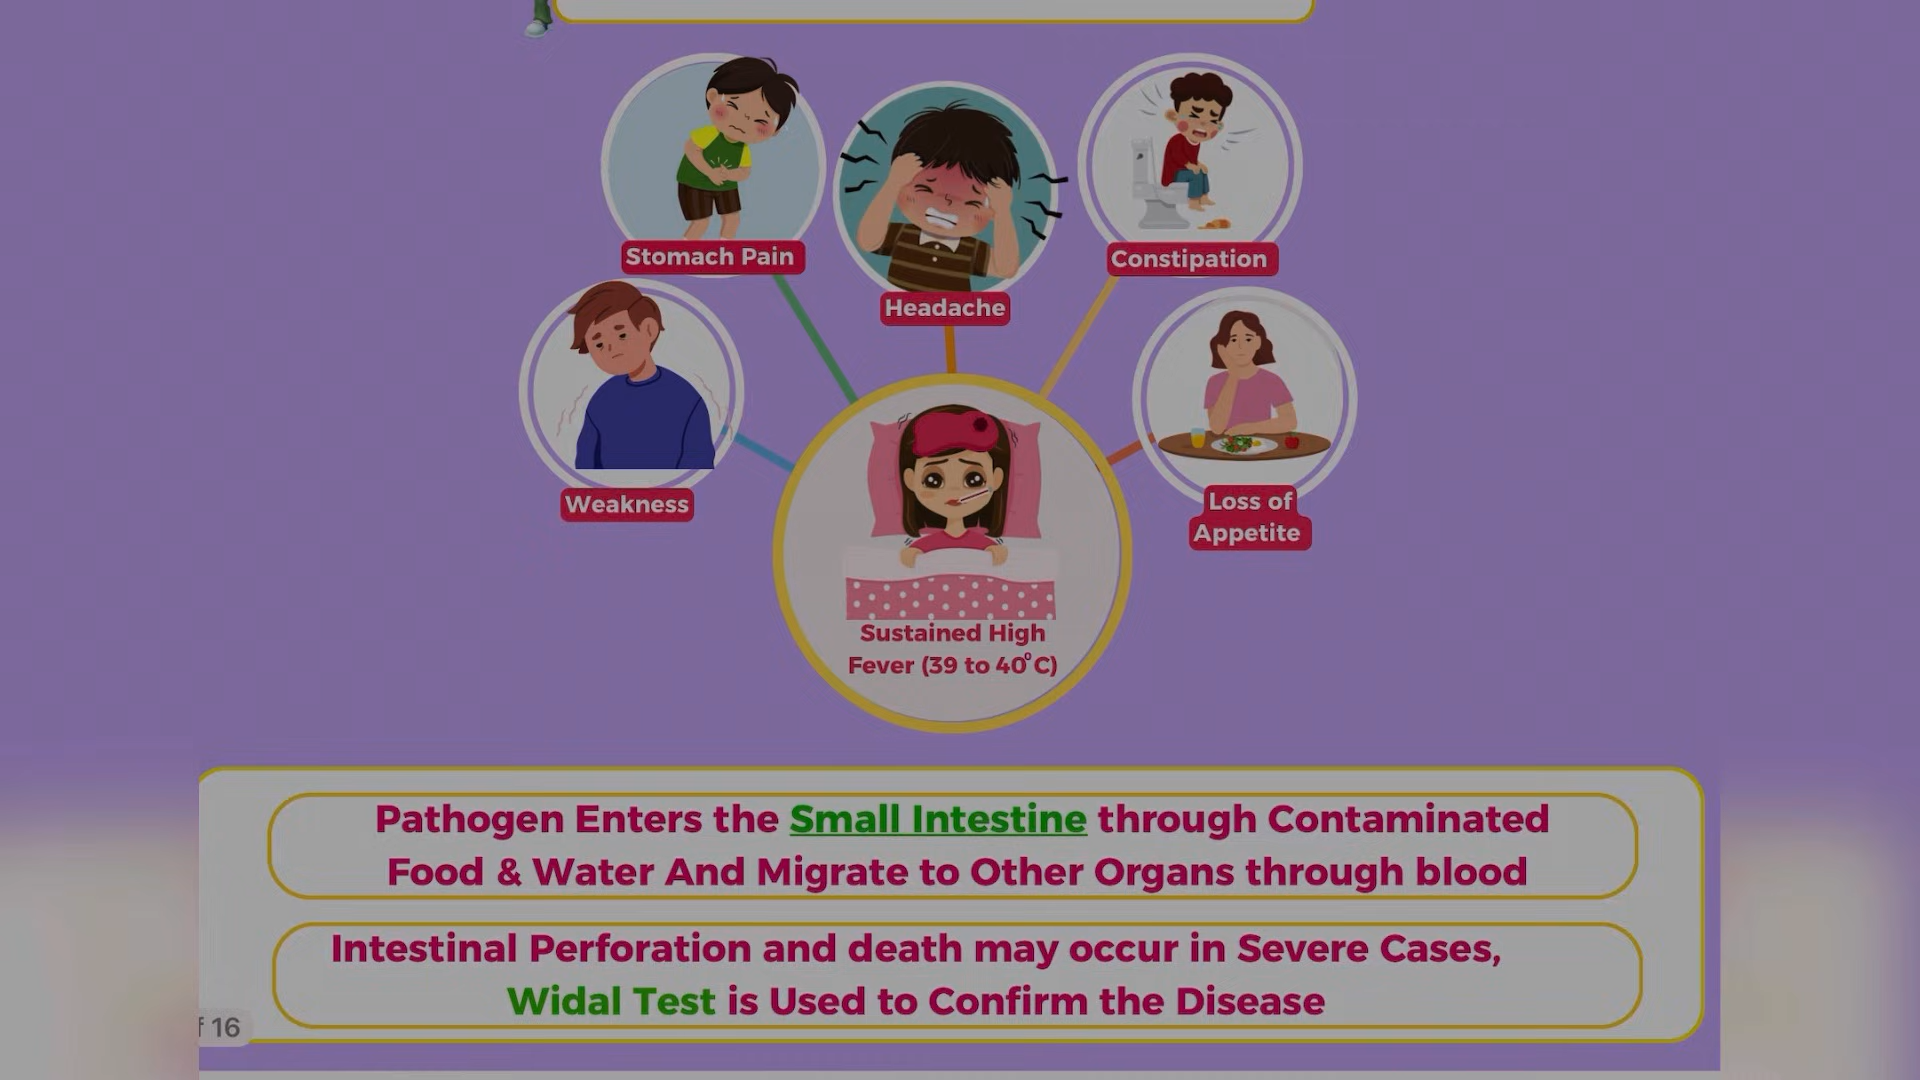 Stomach Pain
Headache
Constipation
Weakness
Loss of
Appetite
Sustained High
Fever (39 to 40°C)
Pathogen Enters the Small Intestine through Contaminated
Food & Water And Migrate to Other Organs through blood
Intestinal Perforation and death may occur in Severe Cases,
Widal Test is Used to Confirm the Disease
f 16